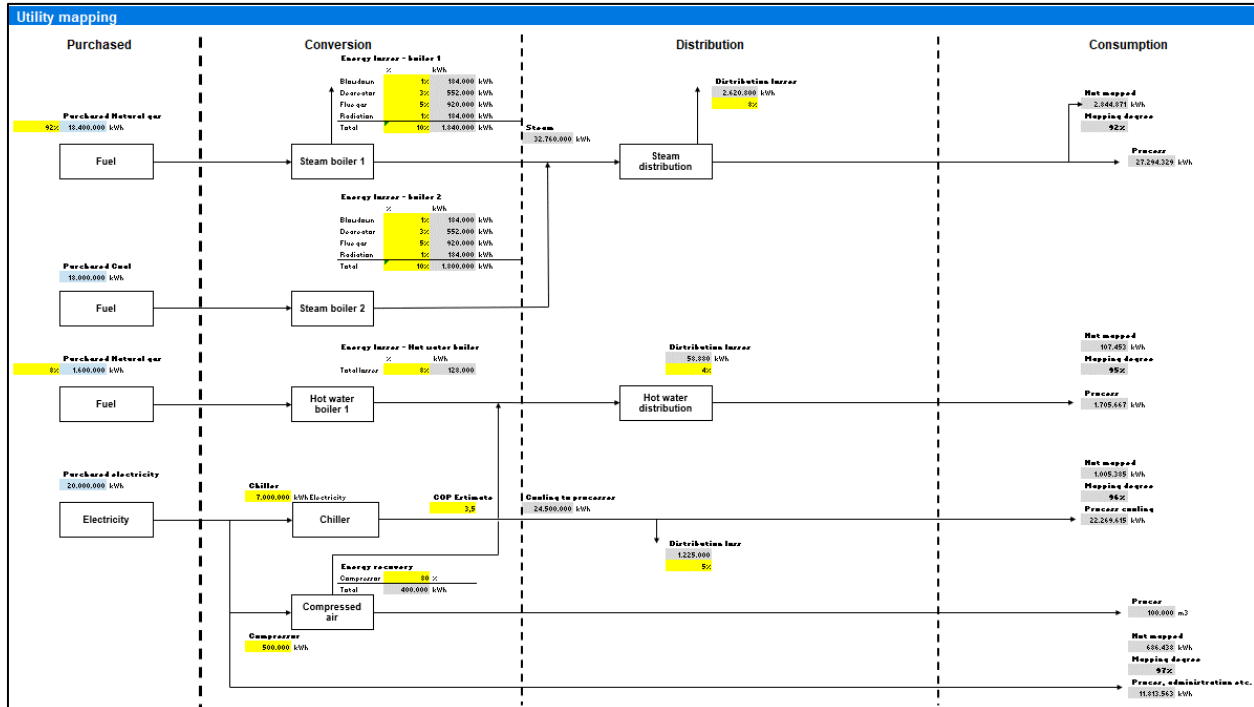 Utility mapping
Purchased
Conversion
Distribution
Consumption
Energy losses - boiler 1
% kWh
Blowdown 1% 184.000 kWh
Deareator 3% 552.000 kWh
Flue gas 5% 920.000 kWh
Radiation 1% 184.000 kWh
Total 10% 1.840.000 kWh
Purchased Natural gas
92% 18.400.000 kWh
Fuel
Steam boiler 1
Steam
32.760.000 kWh
Distribution losses
2.620.800 kWh
8%
Steam distribution
Not mapped
2.844.871 kWh
Mapping degree
92%
Process
27.294.329 kWh
Energy losses - boiler 2
% kWh
Blowdown 1% 184.000 kWh
Deareator 3% 552.000 kWh
Flue gas 5% 920.000 kWh
Radiation 1% 184.000 kWh
Total 10% 1.800.000 kWh
Purchased Coal
18.000.000 kWh
Fuel
Steam boiler 2
Purchased Natural gas
8% 1.600.000 kWh
Fuel
Energy losses - Hot water boiler
% kWh
Total losses 8% 128.000
Hot water boiler 1
Distribution losses
58.880 kWh
4%
Hot water distribution
Not mapped
107.453 kWh
Mapping degree
95%
Process
1.705.667 kWh
Purchased electricity
20.000.000 kWh
Electricity
Chiller
7.000.000 kWh Electricity
Chiller
COP Estimate
3,5
Cooling to processes
24.500.000 kWh
Distribution loss
1.225.000
5%
Not mapped
1.005.385 kWh
Mapping degree
96%
Process cooling
22.269.615 kWh
Energy recovery
Compressor 80 %
Total 400.000 kWh
Compressed air
Compressor
500.000 kWh
Proces
100.000 m3
Not mapped
686.438 kWh
Mapping degree
97%
Proces, administration etc.
11.813.563 kWh